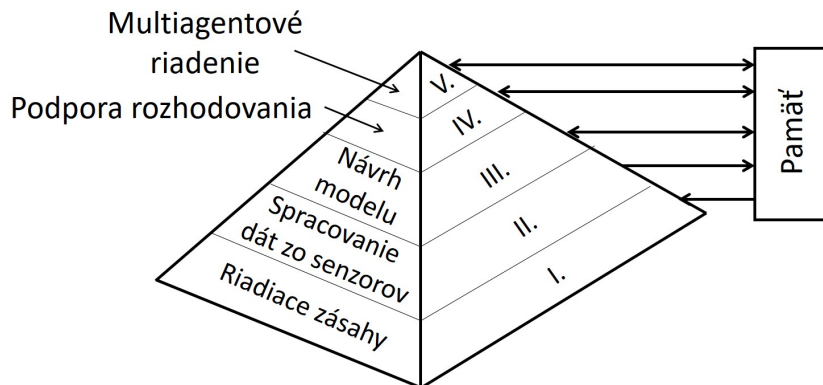 Multiagentové
riadenie
Podpora rozhodovania
Návrh
modelu
Spracovanie
dát zo senzorov
Riadiace zásahy
V.
IV.
III.
II.
I.
Pamäť